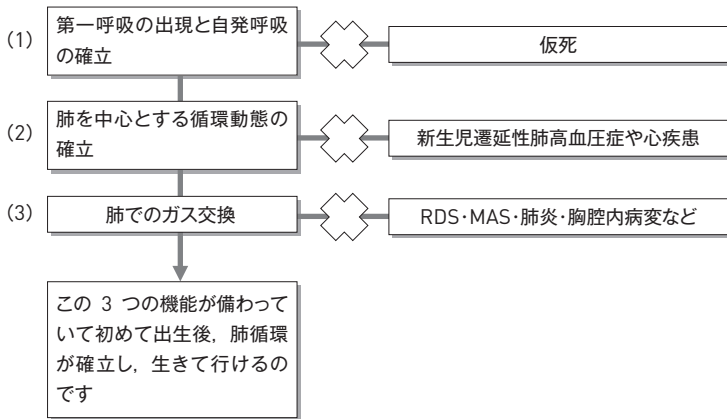 (1)
第一呼吸の出現と自発呼吸
の確立
仮死
(2)
肺を中心とする循環動態の
確立
新生児遷延性肺高血圧症や心疾患
(3)
肺でのガス交換
RDS・MAS・肺炎・胸腔内病変など
この 3 つの機能が備わって
いて初めて出生後，肺循環
が確立し，生きて行けるの
です